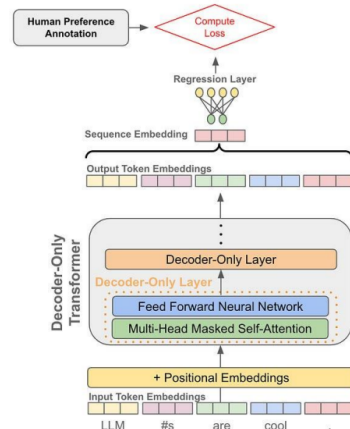 Human Preference
Annotation
Compute
Loss
Regression Layer
Sequence Embedding
Output Token Embeddings
Decoder-Only
Transformer
Decoder-Only Layer
Decoder-Only Layer
Feed Forward Neural Network
Multi-Head Masked Self-Attention
+ Positional Embeddings
Input Token Embeddings
LLM #s are cool .